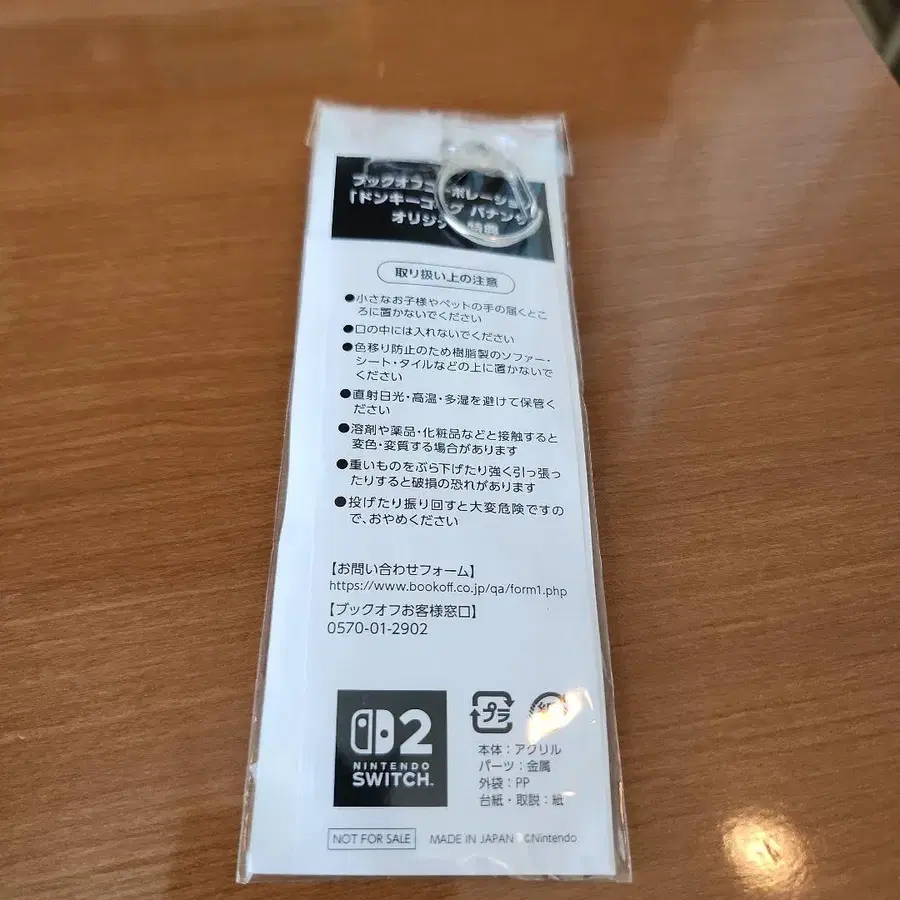 ブックオフコーポレーション
「ドンキーコング バナンザ」
オリジナル特典
取り扱い上の注意
●小さなお子様やペットの手の届くとこ
ろに置かないでください
●口の中には入れないでください
●色移り防止のため樹脂製のソファー・
シート・タイルなどの上に置かないで
ください
●直射日光・高温・多湿を避けて保管く
ださい
●溶剤や薬品・化粧品などと接触すると
変色・変質する場合があります
●重いものをぶら下げたり強く引っ張っ
たりすると破損の恐れがあります
●投げたり振り回すと大変危険ですの
で、おやめください
【お問い合わせフォーム】
https://www.bookoff.co.jp/qa/form1.php
【ブックオフお客様窓口】
0570-01-2902
2
NINTENDO
SWITCH
プラ
本体：アクリル
パーツ：金属
外袋：PP
台紙・取説：紙
NOT FOR SALE MADE IN JAPAN ©Nintendo